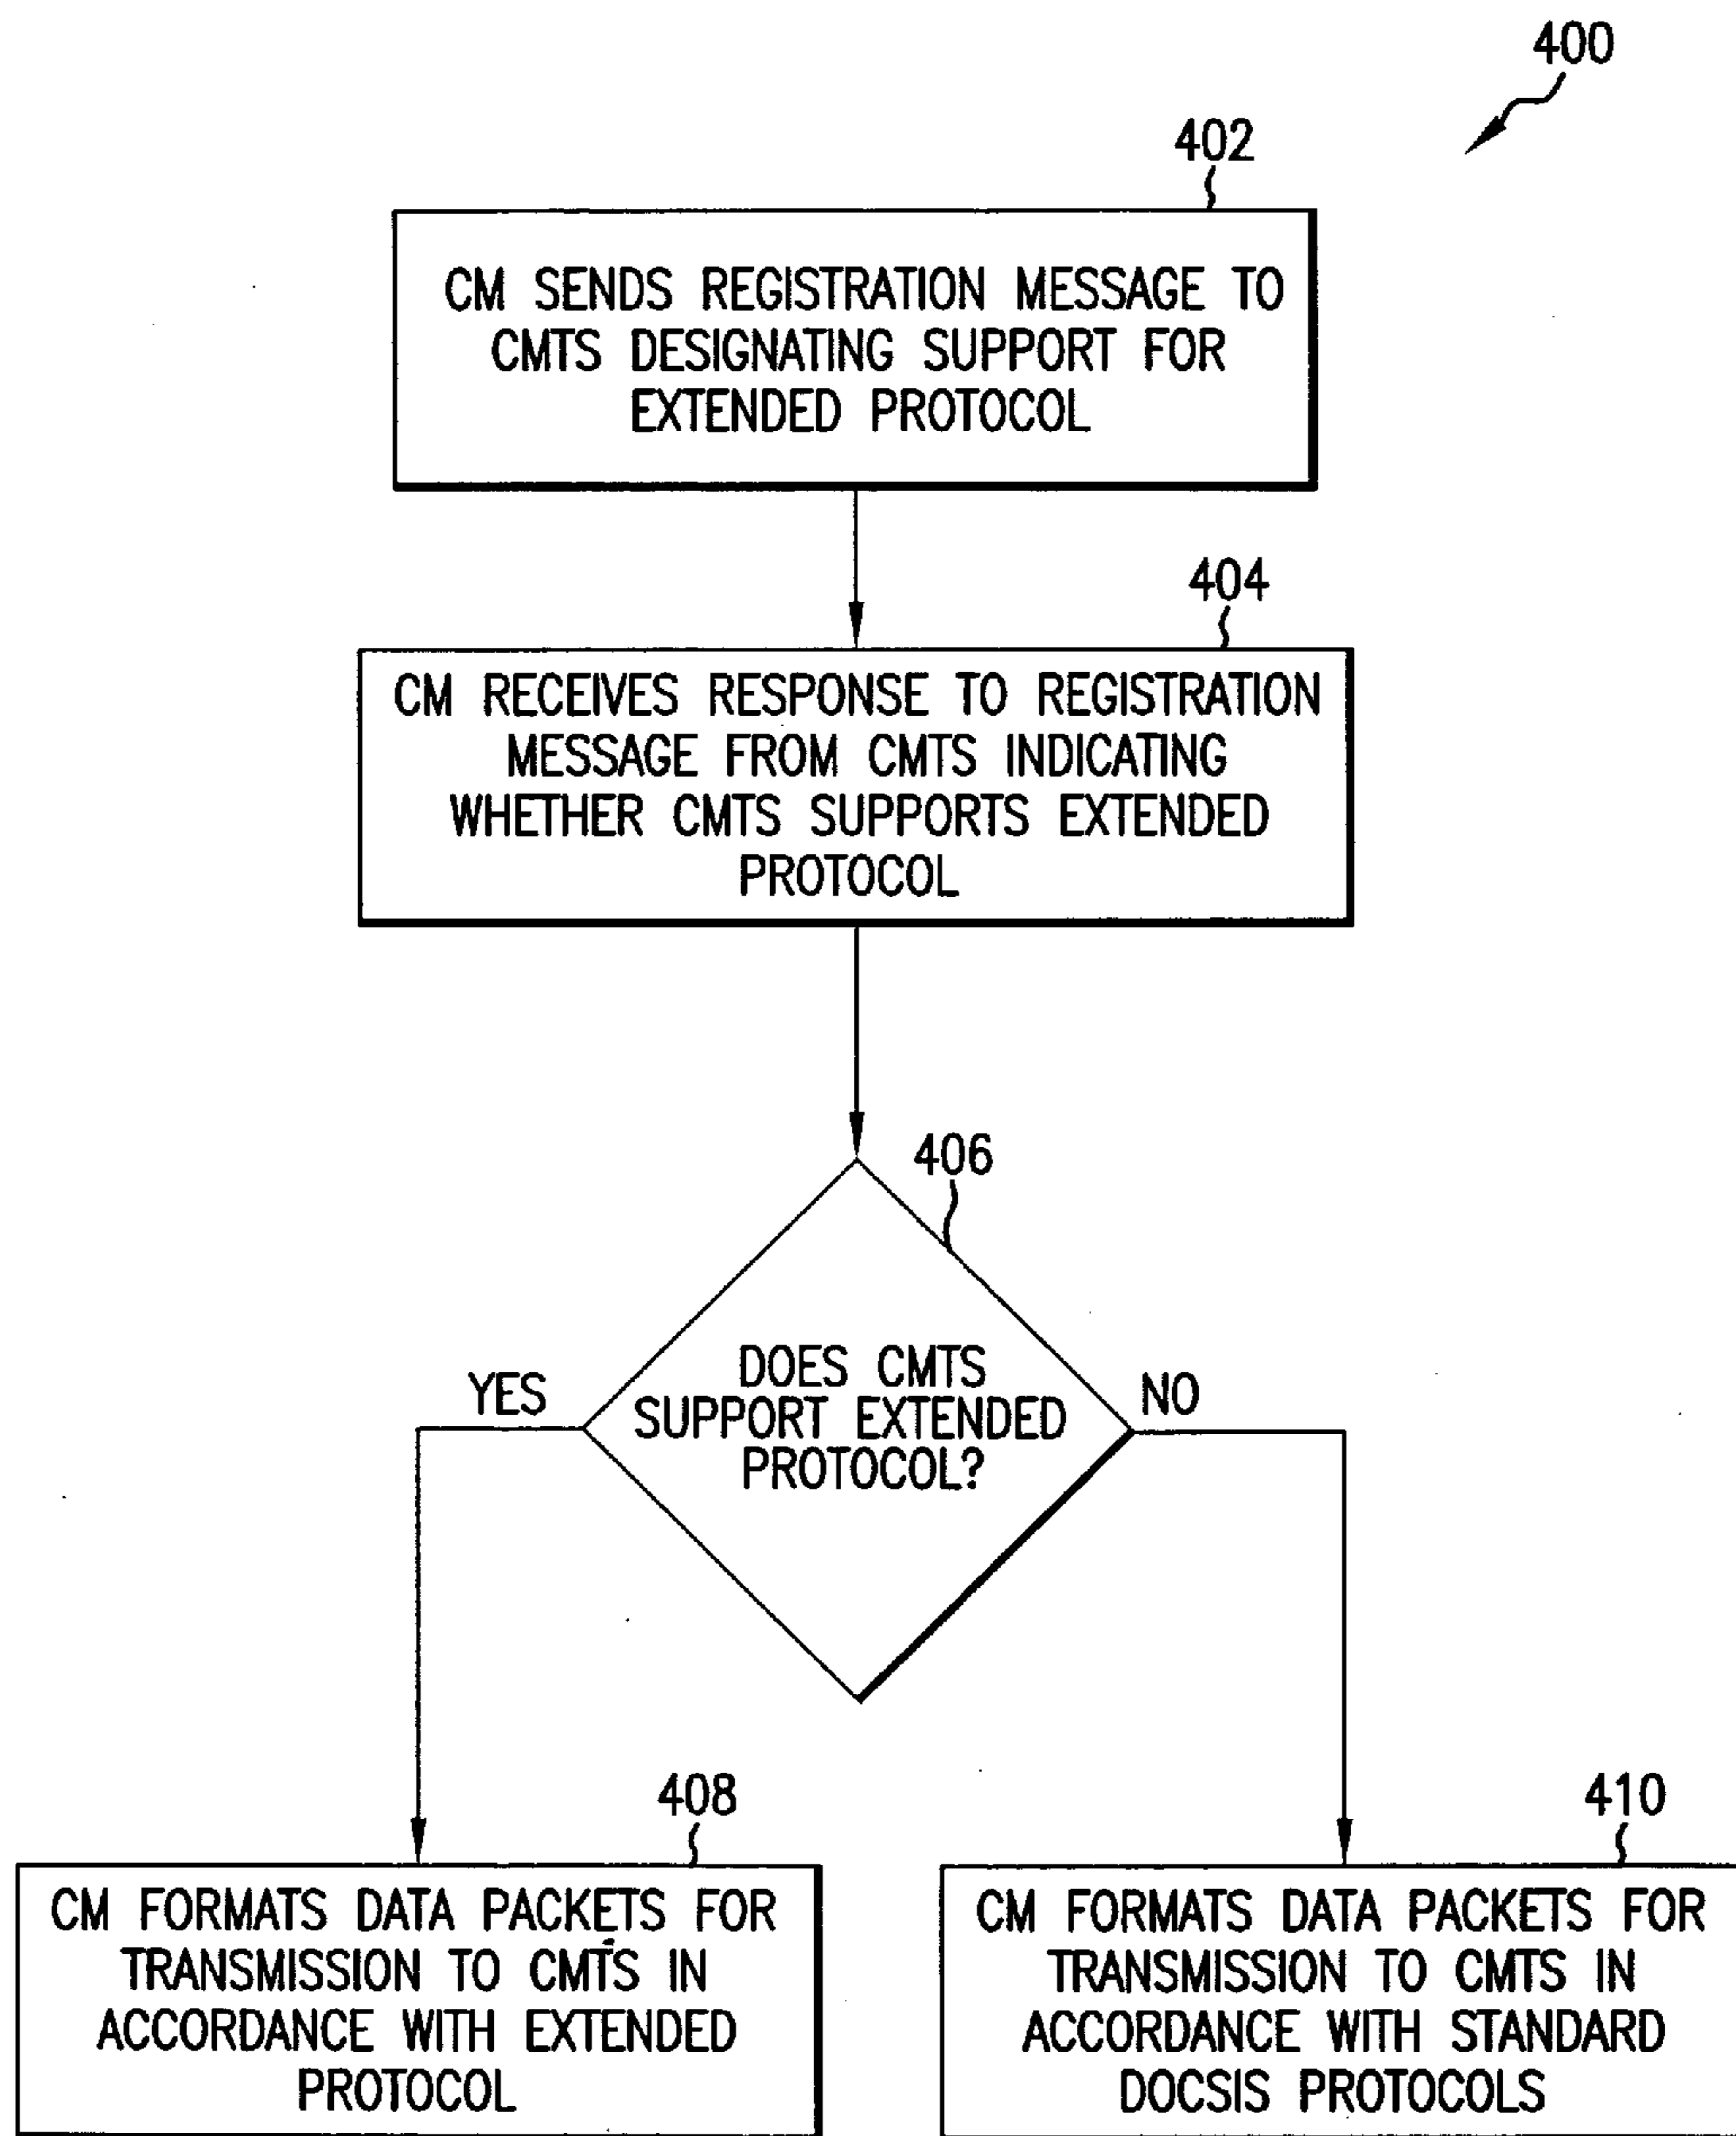 400
402
CM SENDS REGISTRATION MESSAGE TO
CMTS DESIGNATING SUPPORT FOR
EXTENDED PROTOCOL
404
CM RECEIVES RESPONSE TO REGISTRATION
MESSAGE FROM CMTS INDICATING
WHETHER CMTS SUPPORTS EXTENDED
PROTOCOL
406
DOES CMTS
SUPPORT EXTENDED
PROTOCOL?
YES
NO
408
CM FORMATS DATA PACKETS FOR
TRANSMISSION TO CMTS IN
ACCORDANCE WITH EXTENDED
PROTOCOL
410
CM FORMATS DATA PACKETS FOR
TRANSMISSION TO CMTS IN
ACCORDANCE WITH STANDARD
DOCSIS PROTOCOLS